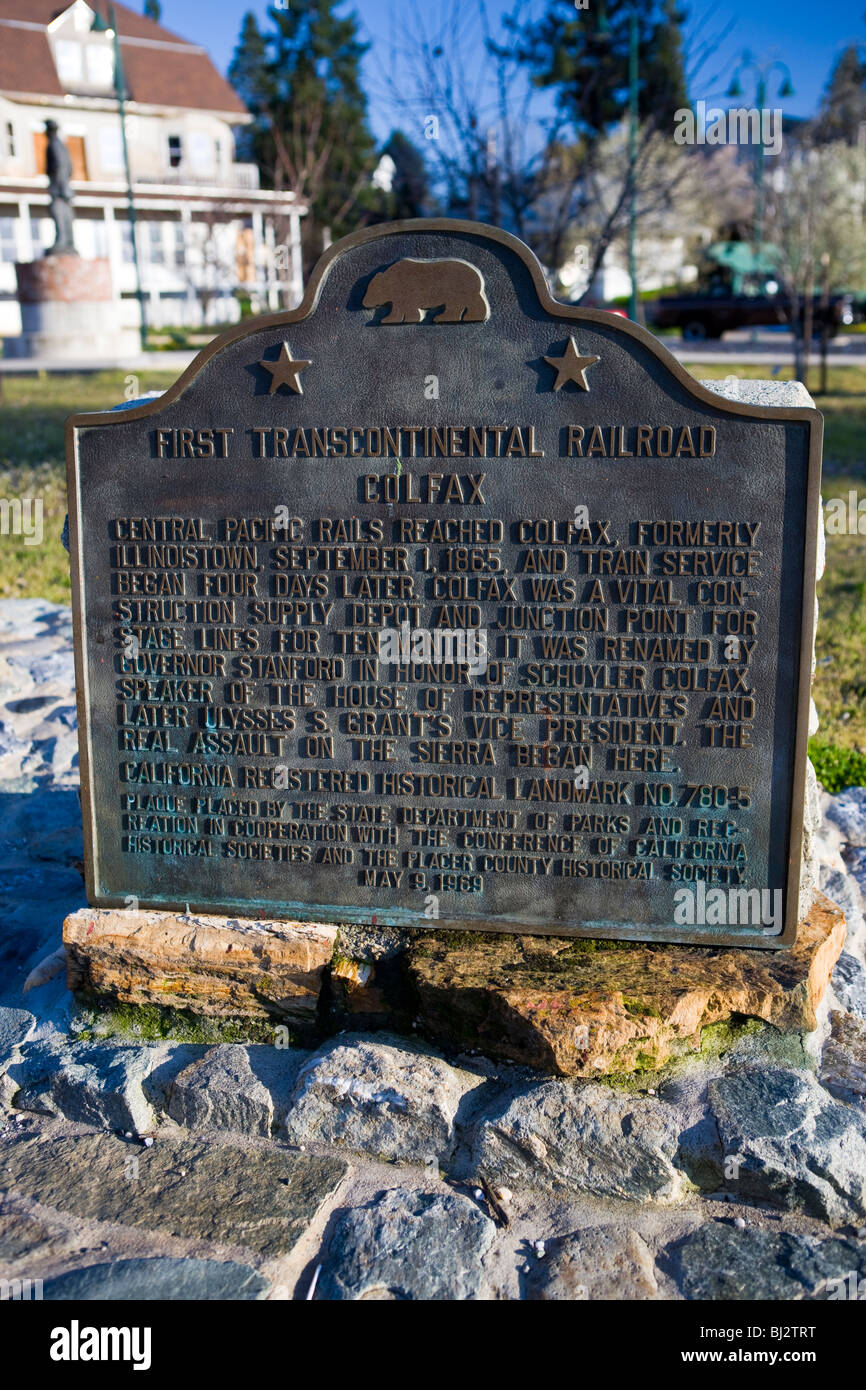 FIRST TRANSCONTINENTAL RAILROAD
COLFAX
CENTRAL PACIFIC RAILS REACHED COLFAX, FORMERLY
ILLINOISTOWN, SEPTEMBER 1, 1865, AND TRAIN SERVICE
BEGAN FOUR DAYS LATER. COLFAX WAS A VITAL CON-
STRUCTION SUPPLY DEPOT AND JUNCTION POINT FOR
STAGE LINES FOR TEN MONTHS. IT WAS RENAMED BY
GOVERNOR STANFORD IN HONOR OF SCHUYLER COLFAX,
SPEAKER OF THE HOUSE OF REPRESENTATIVES AND
LATER ULYSSES S. GRANT'S VICE PRESIDENT. THE
REAL ASSAULT ON THE SIERRA BEGAN HERE.
CALIFORNIA REGISTERED HISTORICAL LANDMARK NO. 780-5
PLAQUE PLACED BY THE STATE DEPARTMENT OF PARKS AND REC-
REATION IN COOPERATION WITH THE CONFERENCE OF CALIFORNIA
HISTORICAL SOCIETIES AND THE PLACER COUNTY HISTORICAL SOCIETY,
MAY 9, 1969
alamy
Image ID: BJ2TRT
www.alamy.com